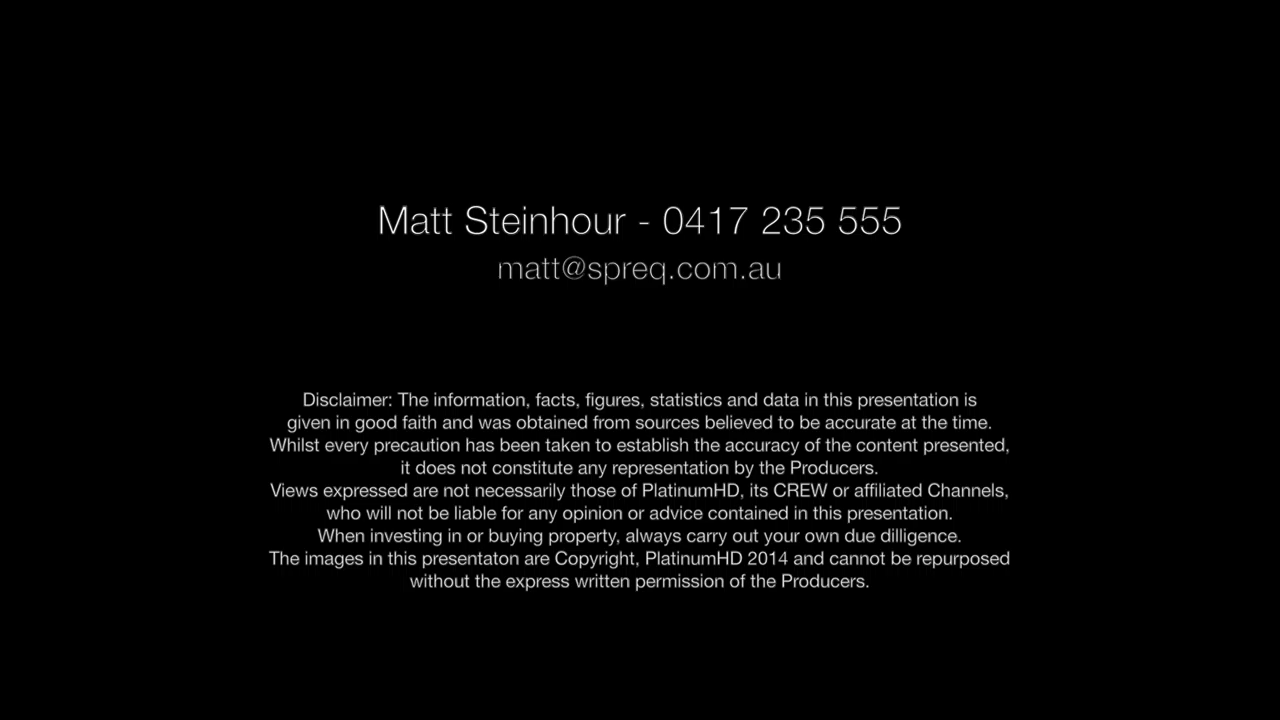 Matt Steinhour - 0417 235 555
matt@spreq.com.au
Disclaimer: The information, facts, figures, statistics and data in this presentation is
given in good faith and was obtained from sources believed to be accurate at the time.
Whilst every precaution has been taken to establish the accuracy of the content presented,
it does not constitute any representation by the Producers.
Views expressed are not necessarily those of PlatinumHD, its CREW or affiliated Channels,
who will not be liable for any opinion or advice contained in this presentation.
When investing in or buying property, always carry out your own due dilligence.
The images in this presentaton are Copyright, PlatinumHD 2014 and cannot be repurposed
without the express written permission of the Producers.